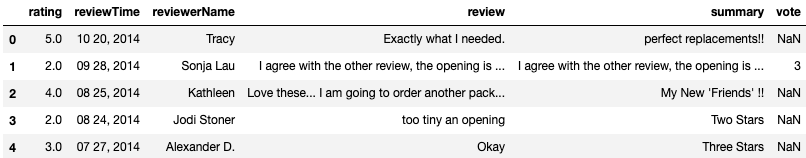 rating reviewTime reviewerName review summary vote
0 5.0 10 20, 2014 Tracy Exactly what I needed. perfect replacements!! NaN
1 2.0 09 28, 2014 Sonja Lau I agree with the other review, the opening is ... I agree with the other review, the opening is ... 3
2 4.0 08 25, 2014 Kathleen Love these... I am going to order another pack... My New 'Friends' !! NaN
3 2.0 08 24, 2014 Jodi Stoner too tiny an opening Two Stars NaN
4 3.0 07 27, 2014 Alexander D. Okay Three Stars NaN